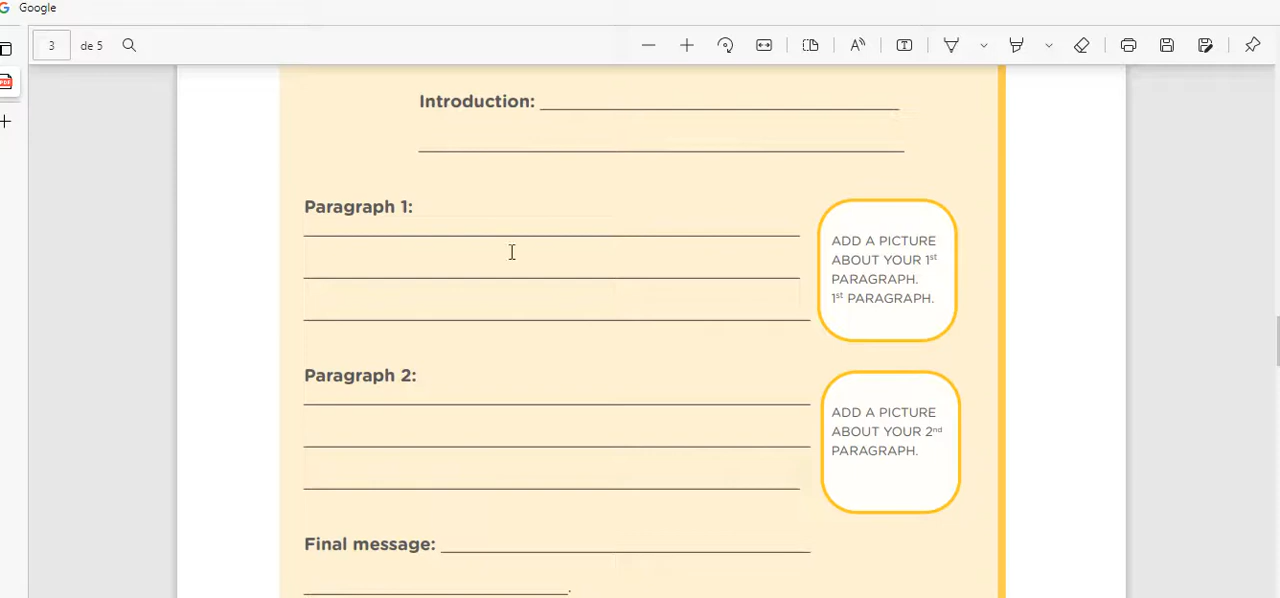 Google
3 de 5
Introduction:
Paragraph 1:
ADD A PICTURE
ABOUT YOUR 1st
PARAGRAPH.
1st PARAGRAPH.
Paragraph 2:
ADD A PICTURE
ABOUT YOUR 2nd
PARAGRAPH.
Final message:
.